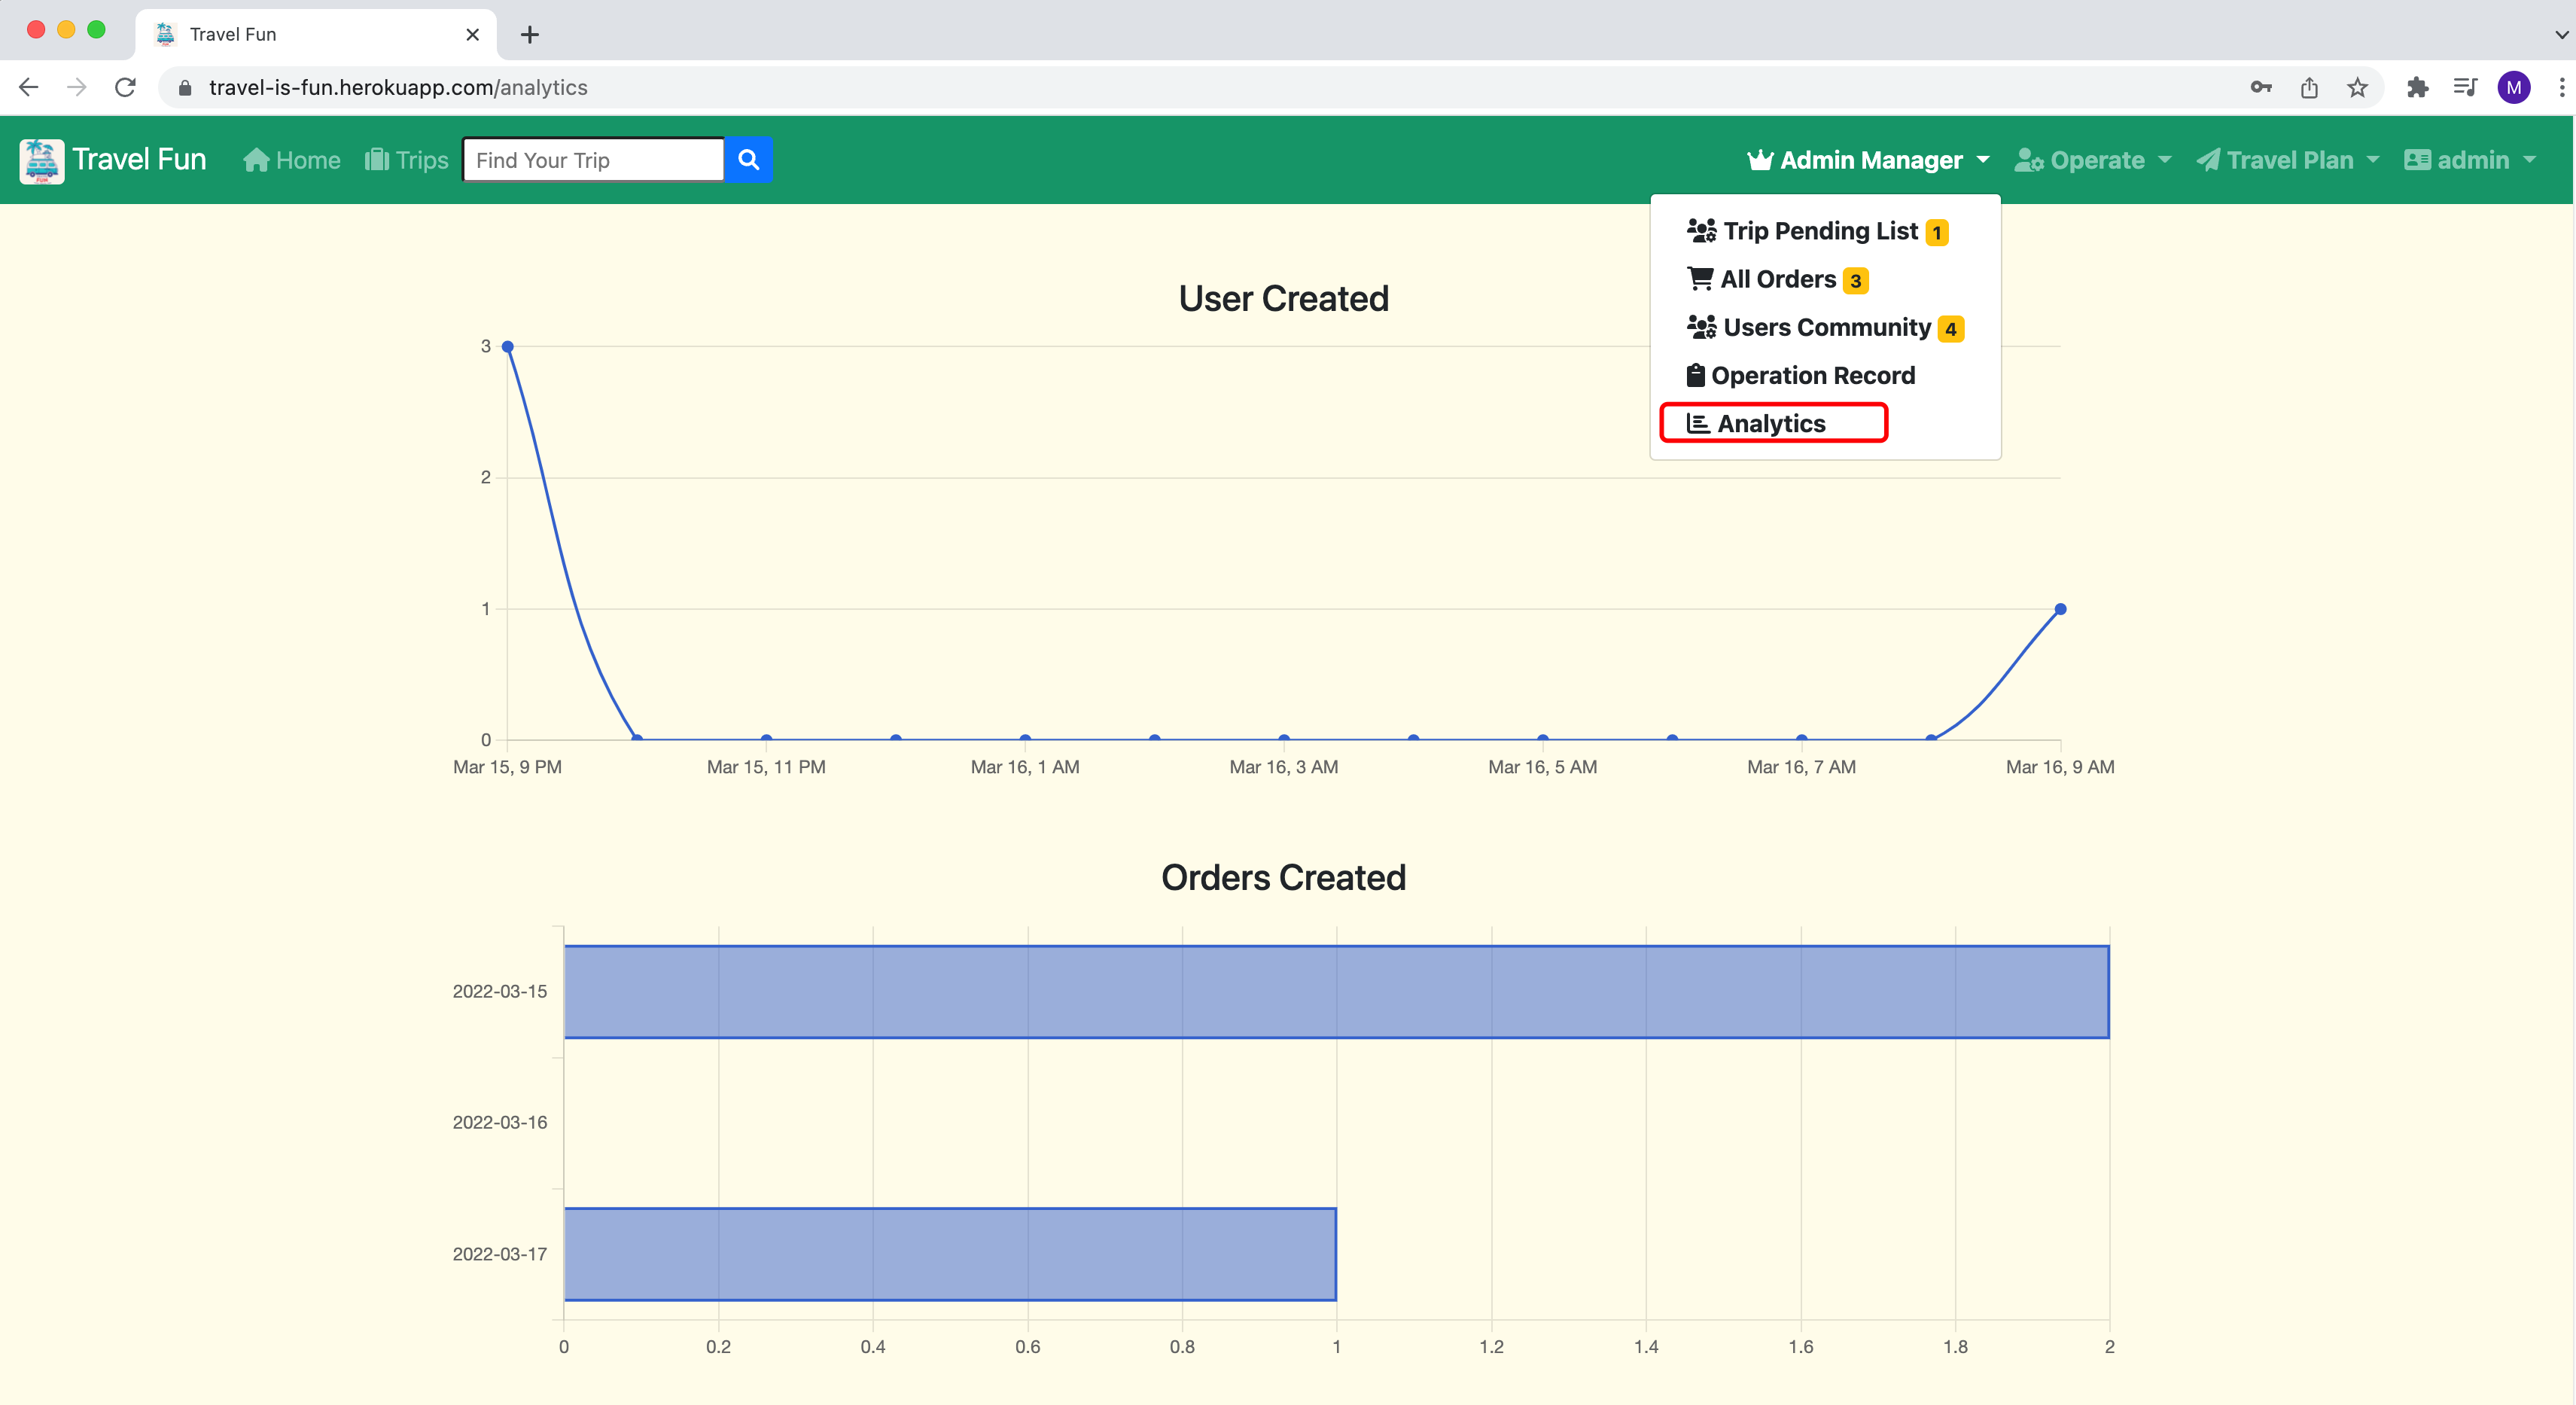 Travel Fun
travel-is-fun.herokuapp.com/analytics
M
Travel Fun Home Trips Find Your Trip Admin Manager Operate Travel Plan admin
Trip Pending List 1
All Orders 3
Users Community 4
Operation Record
Analytics
User Created
3
2
1
0
Mar 15, 9 PM Mar 15, 11 PM Mar 16, 1 AM Mar 16, 3 AM Mar 16, 5 AM Mar 16, 7 AM Mar 16, 9 AM
Orders Created
2022-03-15
2022-03-16
2022-03-17
0 0.2 0.4 0.6 0.8 1 1.2 1.4 1.6 1.8 2